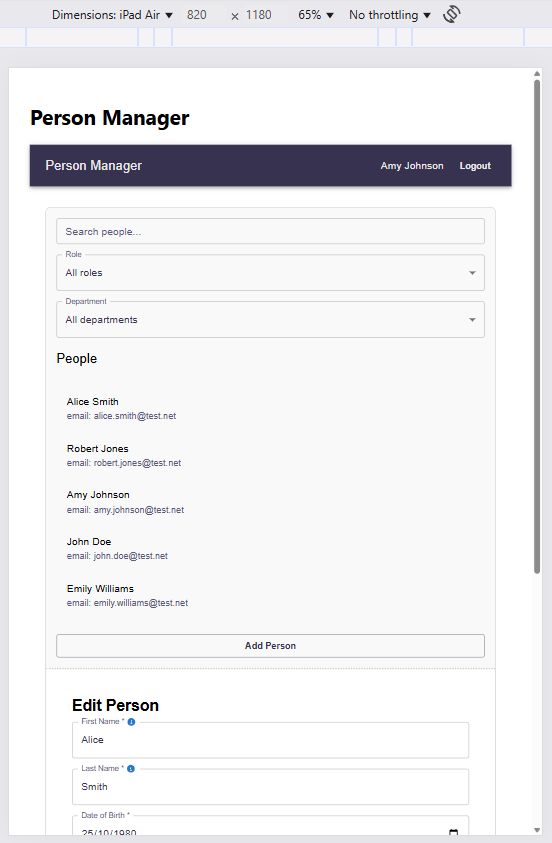 Dimensions: iPad Air ▼ 820 × 1180 65% ▼ No throttling ▼
Person Manager
Person Manager Amy Johnson Logout
Search people...
Role
All roles
Department
All departments
People
Alice Smith
email: alice.smith@test.net
Robert Jones
email: robert.jones@test.net
Amy Johnson
email: amy.johnson@test.net
John Doe
email: john.doe@test.net
Emily Williams
email: emily.williams@test.net
Add Person
Edit Person
First Name *
Alice
Last Name *
Smith
Date of Birth *
25/10/1980